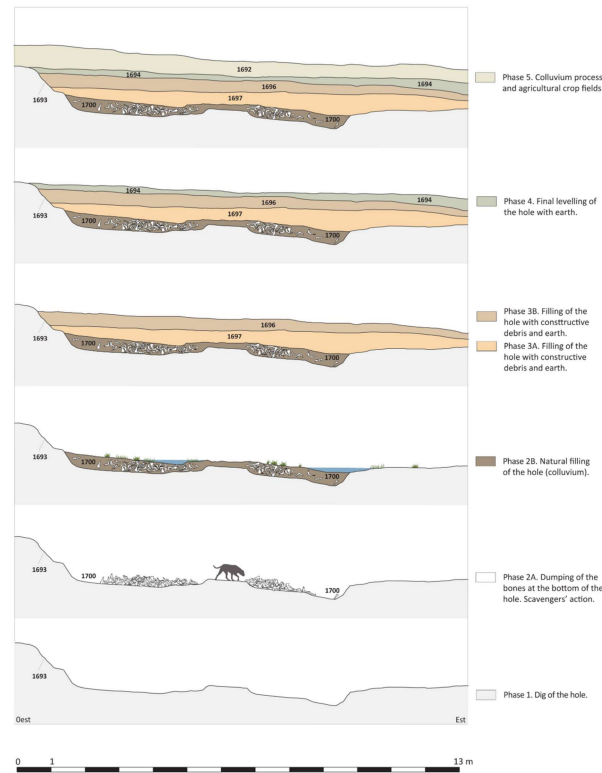 1692
1694
1696
1694
1693
1700
1697
1700
Phase 5. Colluvium process
and agricultural crop fields
1694
1696
1694
1693
1700
1697
1700
Phase 4. Final levelling of
the hole with earth.
1696
1693
1700
1697
1700
Phase 3B. Filling of the
hole with constructive
debris and earth.
Phase 3A. Filling of the
hole with constructive
debris and earth.
1693
1700
1700
Phase 2B. Natural filling
of the hole (colluvium).
1693
1700
1700
Phase 2A. Dumping of the
bones at the bottom of the
hole. Scavengers' action.
1693
Phase 1. Dig of the hole.
0est
Est
0 1 13 m